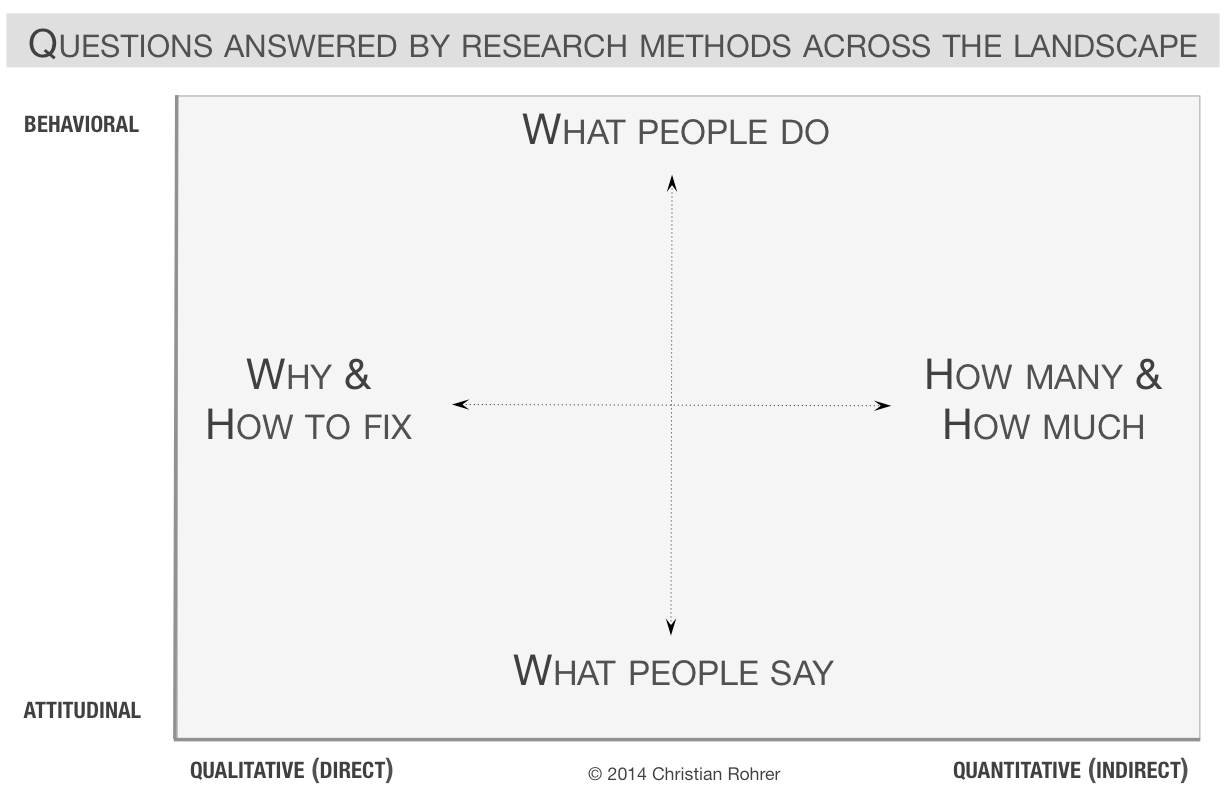 QUESTIONS ANSWERED BY RESEARCH METHODS ACROSS THE LANDSCAPE
BEHAVIORAL
WHAT PEOPLE DO
WHY &
HOW TO FIX
HOW MANY &
HOW MUCH
WHAT PEOPLE SAY
ATTITUDINAL
QUALITATIVE (DIRECT)
© 2014 Christian Rohrer
QUANTITATIVE (INDIRECT)